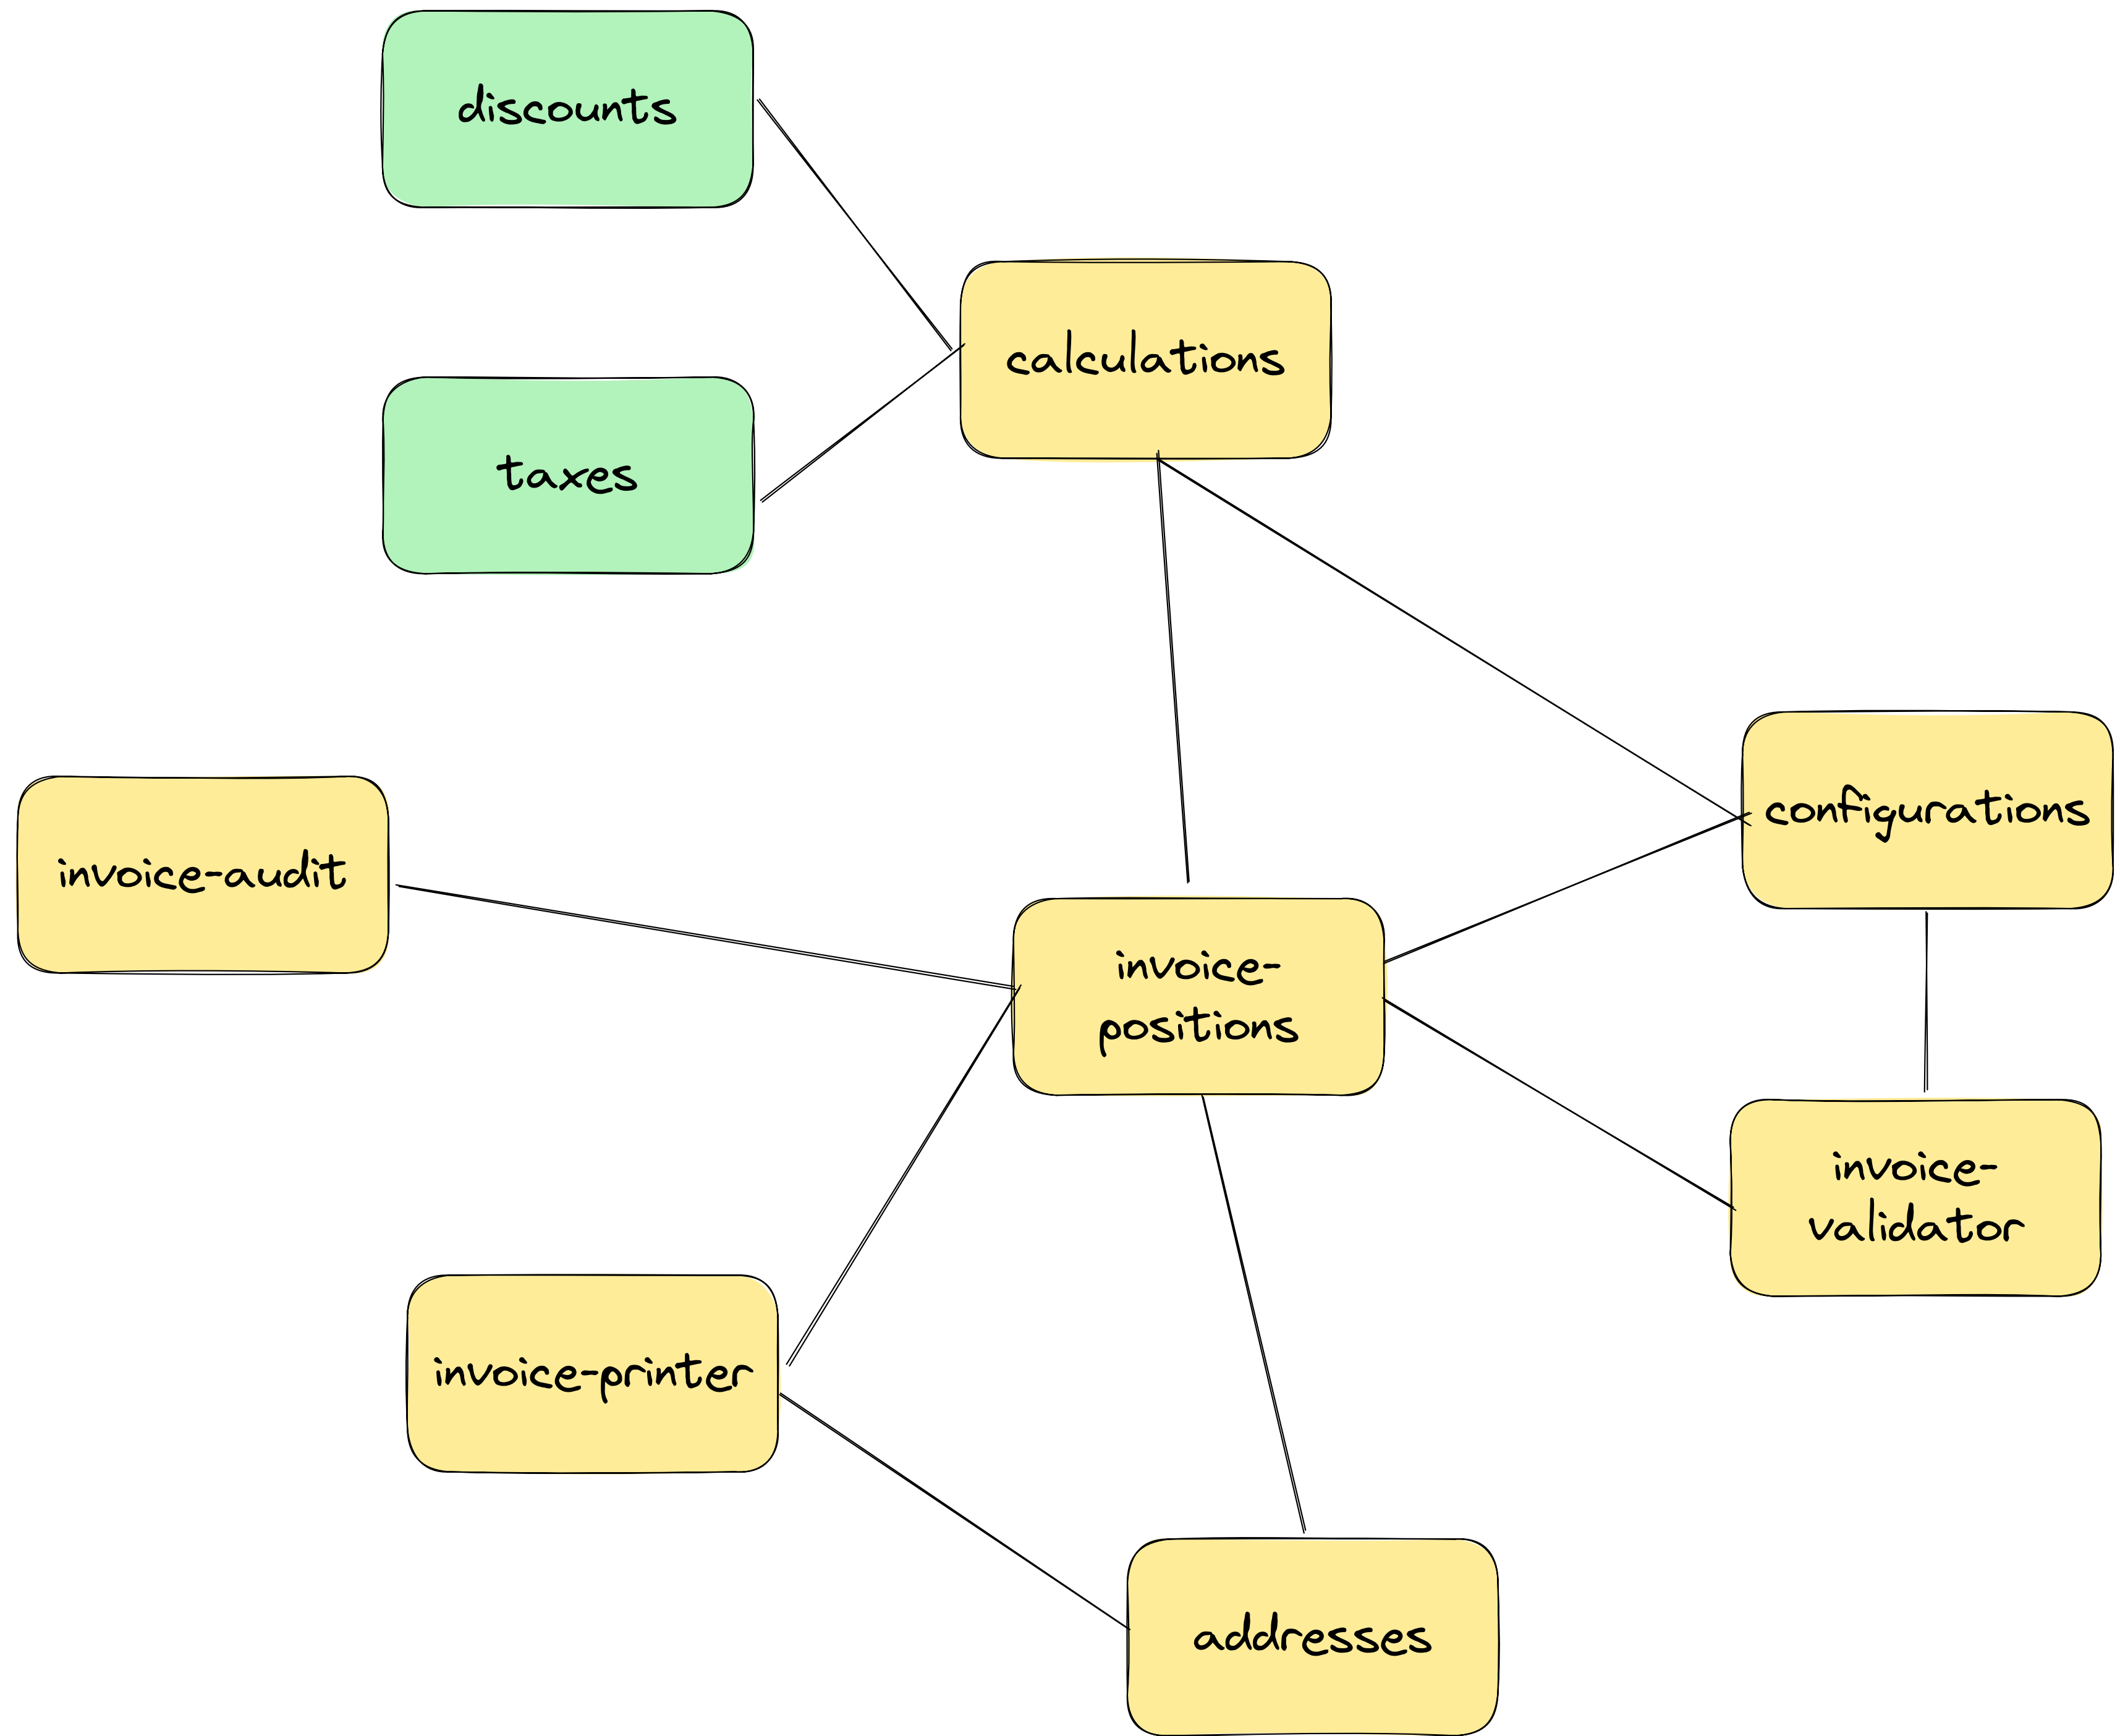 discounts
calculations
taxes
configurations
invoice-audit
invoice-
positions
invoice-
validator
invoice-printer
addresses